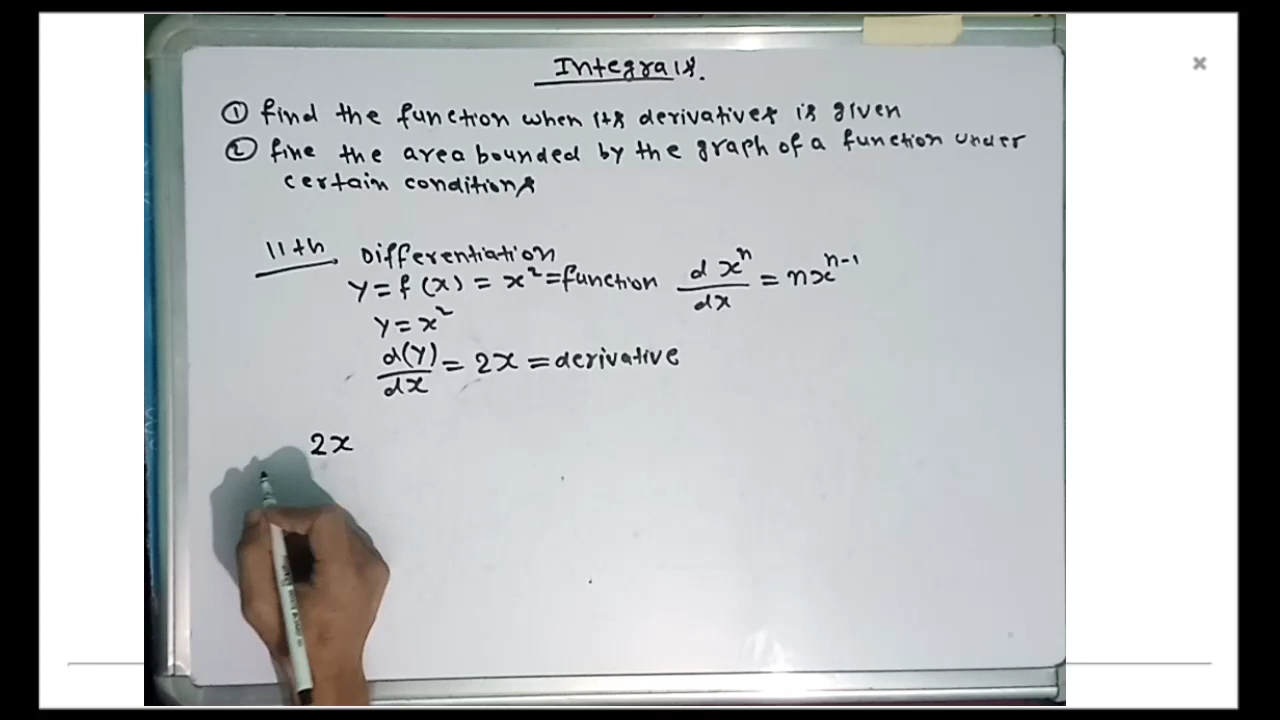 Integrals.
① find the function when its derivatives is given
② fine the area bounded by the graph of a function under
certain conditions
11th. Differentiation
y = f(x) = x² = function d xⁿ/dx = nxⁿ⁻¹
y = x²
d(y)/dx = 2x = derivative
2x